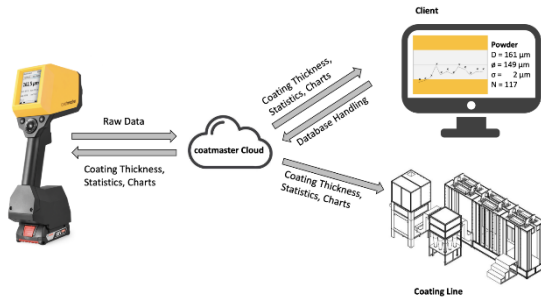 Client
Powder
D = 161 µm
ø = 149 µm
σ = 2 µm
N = 117
Coating Thickness,
Statistics, Charts
Database Handling
Raw Data
coatmaster Cloud
Coating Thickness,
Statistics, Charts
Coating Thickness,
Statistics, Charts
Coating Line